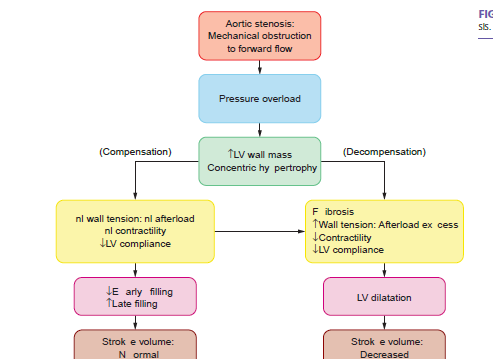 FIG
sis.
Aortic stenosis:
Mechanical obstruction
to forward flow
Pressure overload
(Compensation)
↑LV wall mass
Concentric hy pertrophy
(Decompensation)
nl wall tension: nl afterload
nl contractility
↓LV compliance
F ibrosis
↑Wall tension: Afterload ex cess
↓Contractility
↓LV compliance
↓E arly filling
↑Late filling
LV dilatation
Strok e volume:
N ormal
Strok e volume:
Decreased